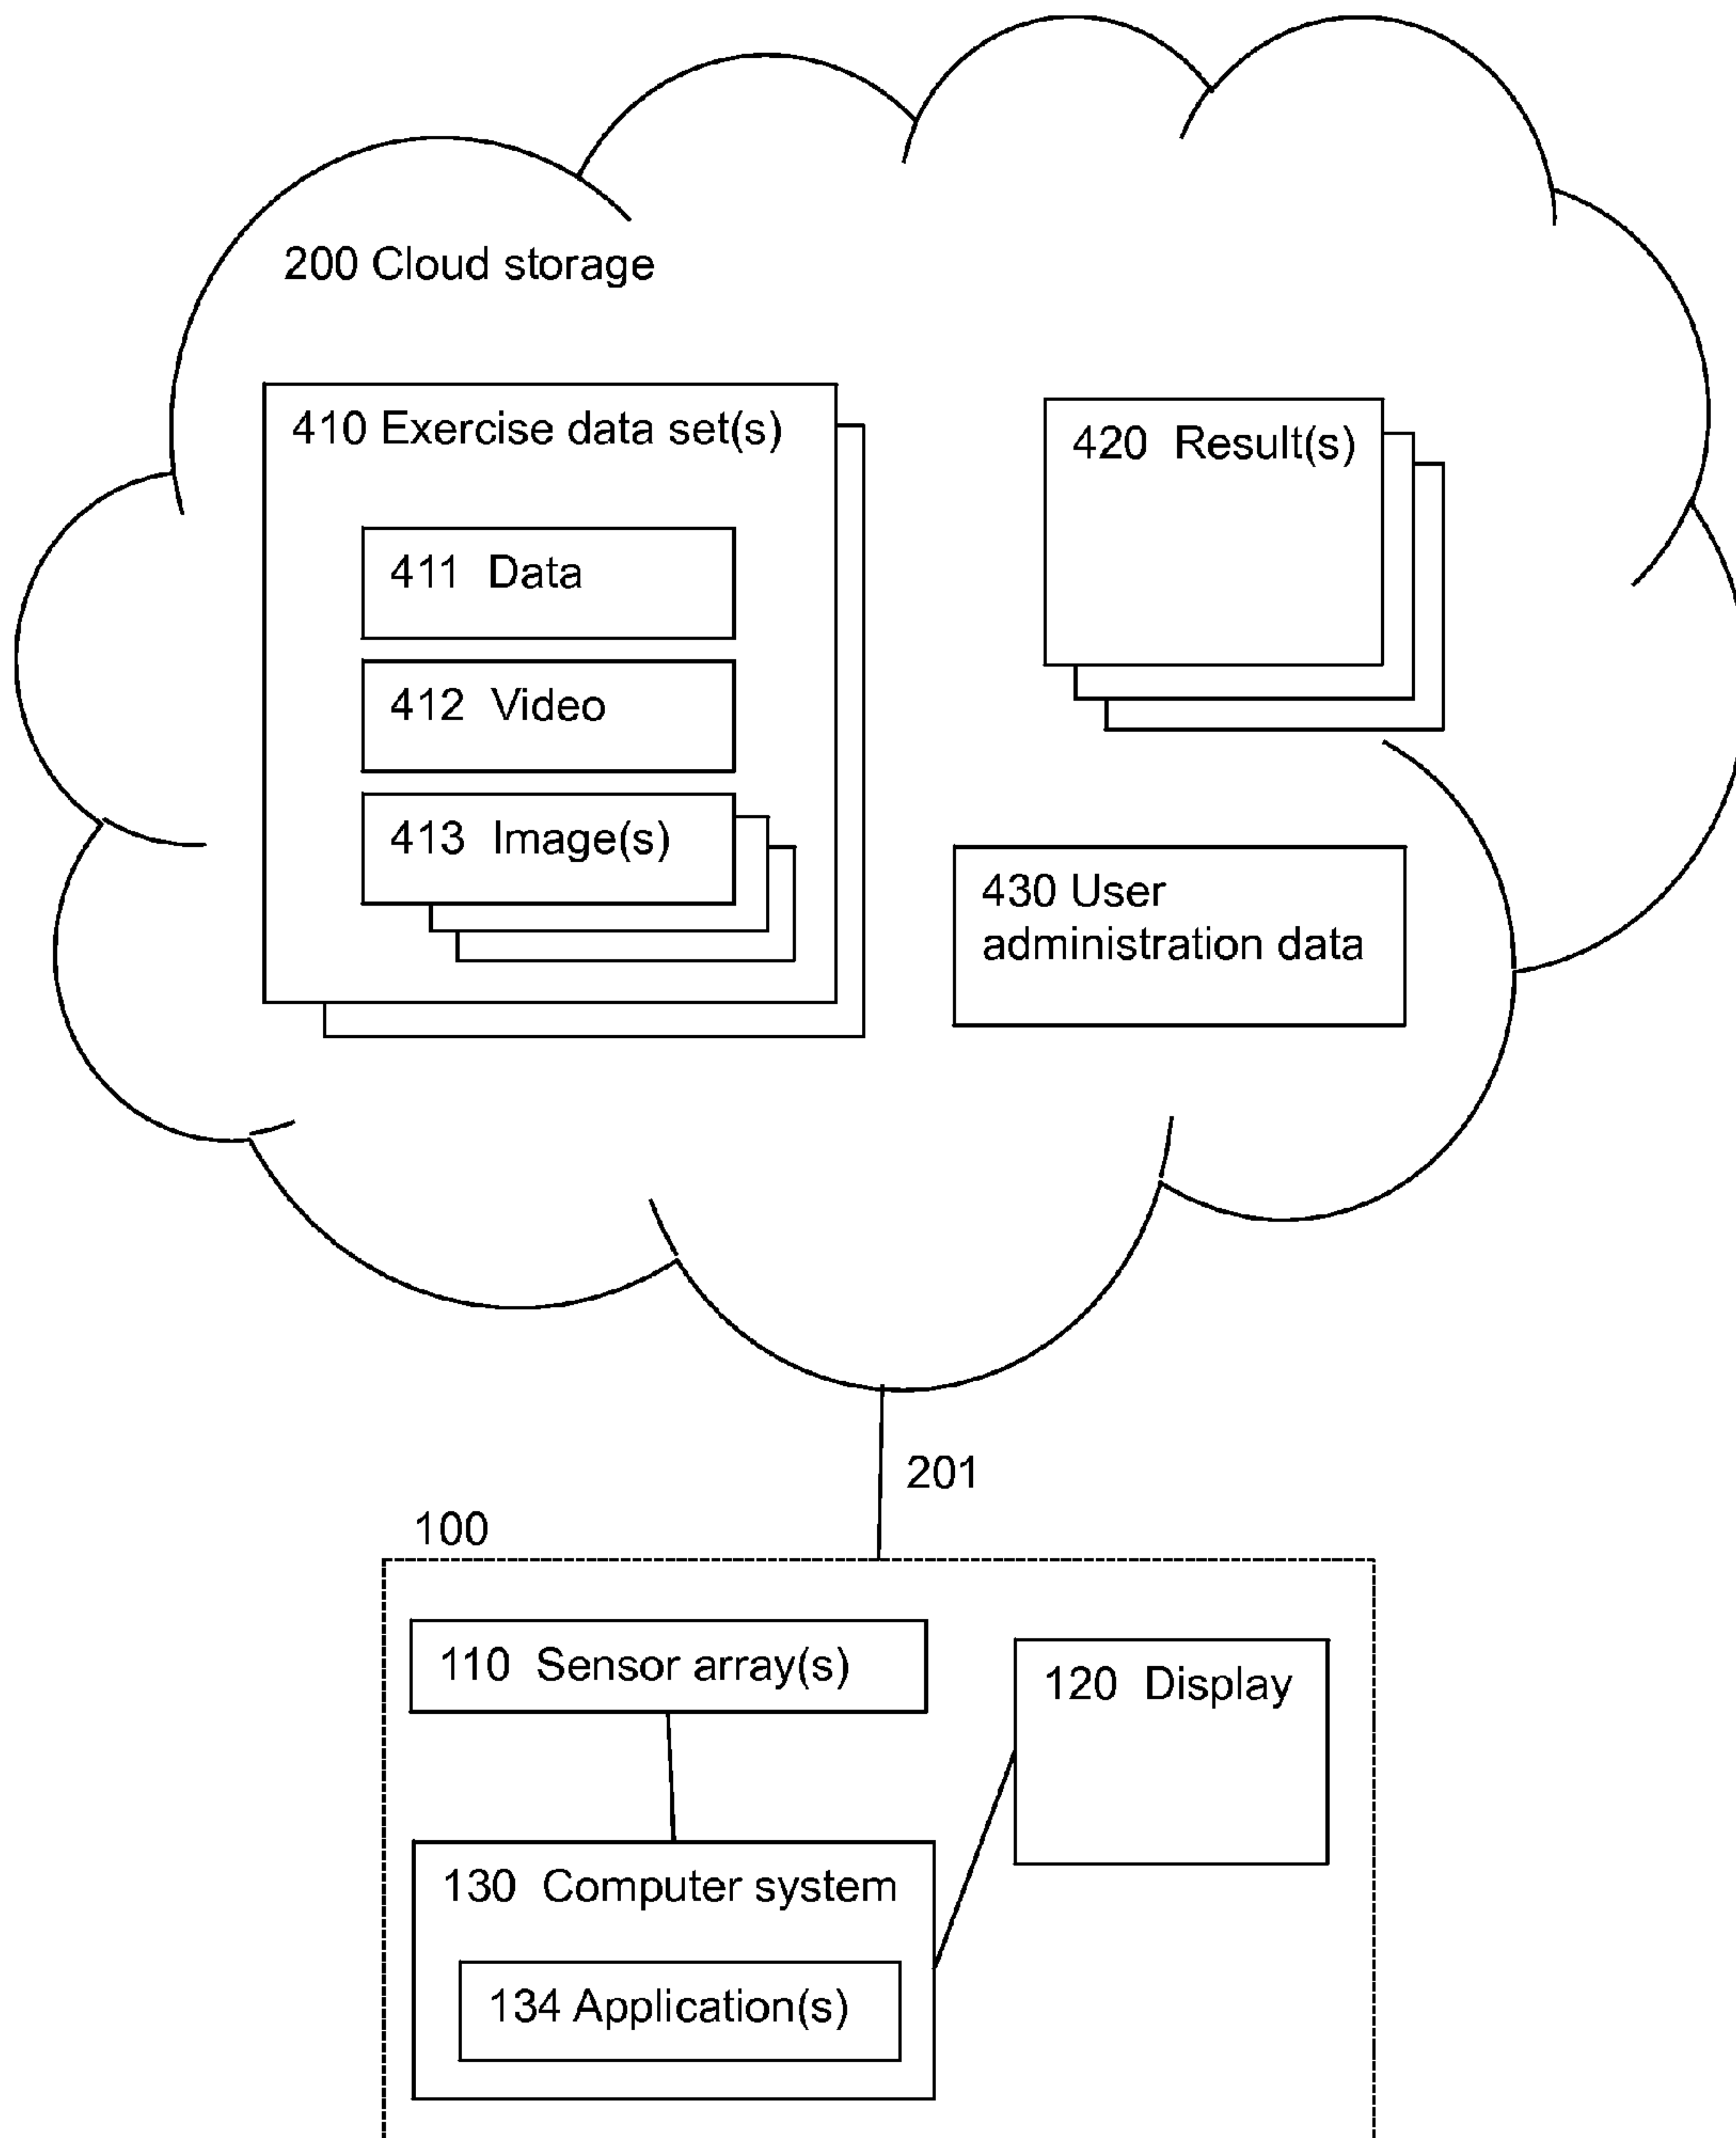 200 Cloud storage
410 Exercise data set(s)
411 Data
412 Video
413 Image(s)
420 Result(s)
430 User
administration data
201
100
110 Sensor array(s)
120 Display
130 Computer system
134 Application(s)